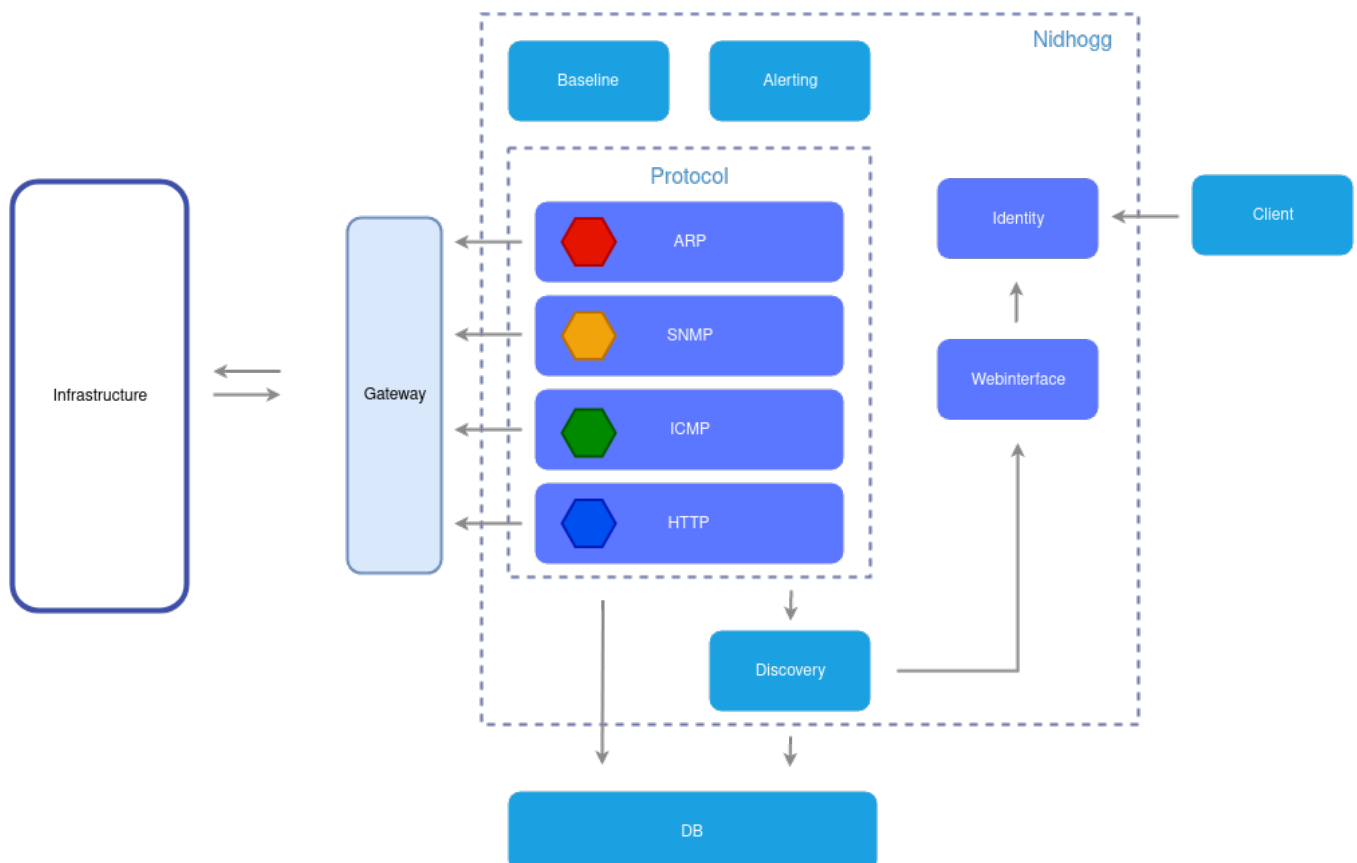 Nidhogg
Baseline
Alerting
Protocol
ARP
SNMP
ICMP
HTTP
Identity
Client
Webinterface
Infrastructure
Gateway
Discovery
DB